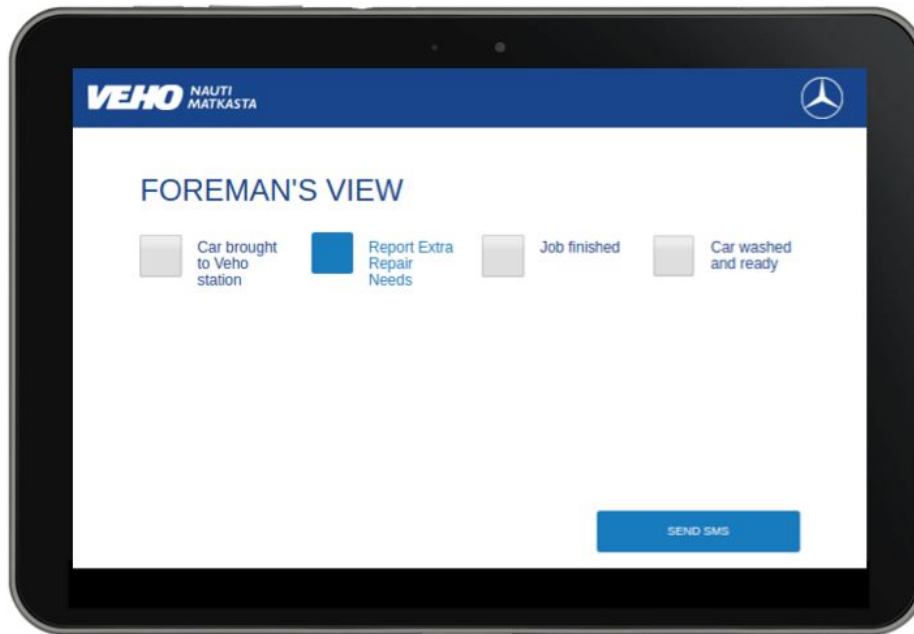 VEHO NAUTI
MATKASTA
FOREMAN'S VIEW
Car brought
to Veho
station
Report Extra
Repair
Needs
Job finished
Car washed
and ready
SEND SMS